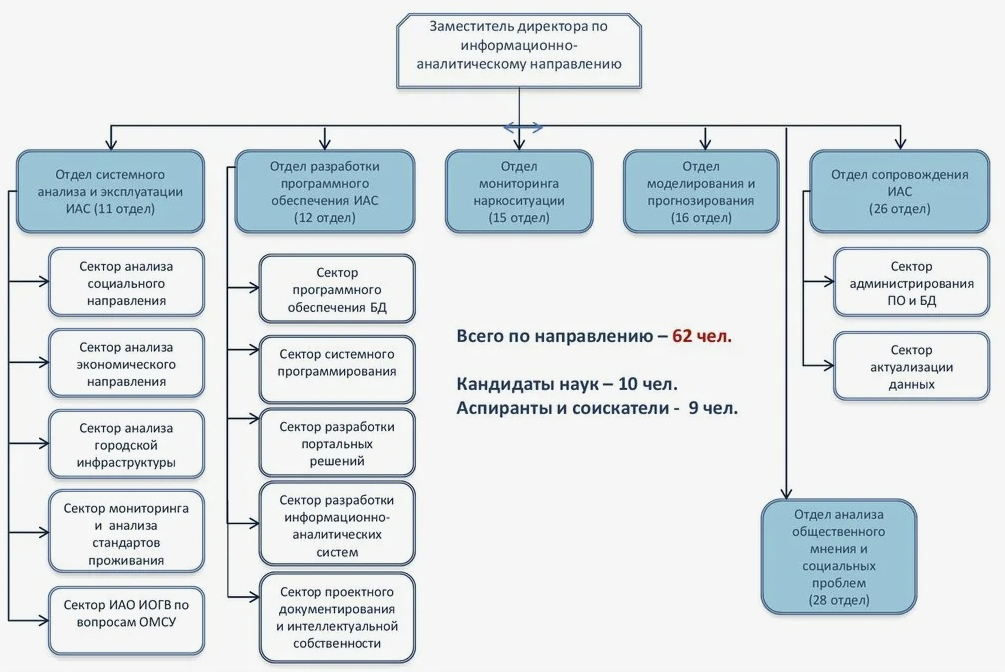 Заместитель директора по
информационно-
аналитическому направлению
Отдел системного
анализа и эксплуатации
ИАС (11 отдел)
Отдел разработки
программного
обеспечения ИАС
(12 отдел)
Отдел
мониторинга
наркоситуации
(15 отдел)
Отдел
моделирования и
прогнозирования
(16 отдел)
Отдел сопровождения
ИАС
(26 отдел)
Сектор анализа
социального
направления
Сектор анализа
экономического
направления
Сектор анализа
городской
инфраструктуры
Сектор мониторинга
и анализа
стандартов
проживания
Сектор ИАО ИОГВ по
вопросам ОМСУ
Сектор
программного
обеспечения БД
Сектор системного
программирования
Сектор разработки
портальных
решений
Сектор разработки
информационно-
аналитических
систем
Сектор проектного
документирования
и интеллектуальной
собственности
Всего по направлению – 62 чел.
Кандидаты наук – 10 чел.
Аспиранты и соискатели - 9 чел.
Сектор
администрирования
ПО и БД
Сектор
актуализации
данных
Отдел анализа
общественного
мнения и
социальных
проблем
(28 отдел)